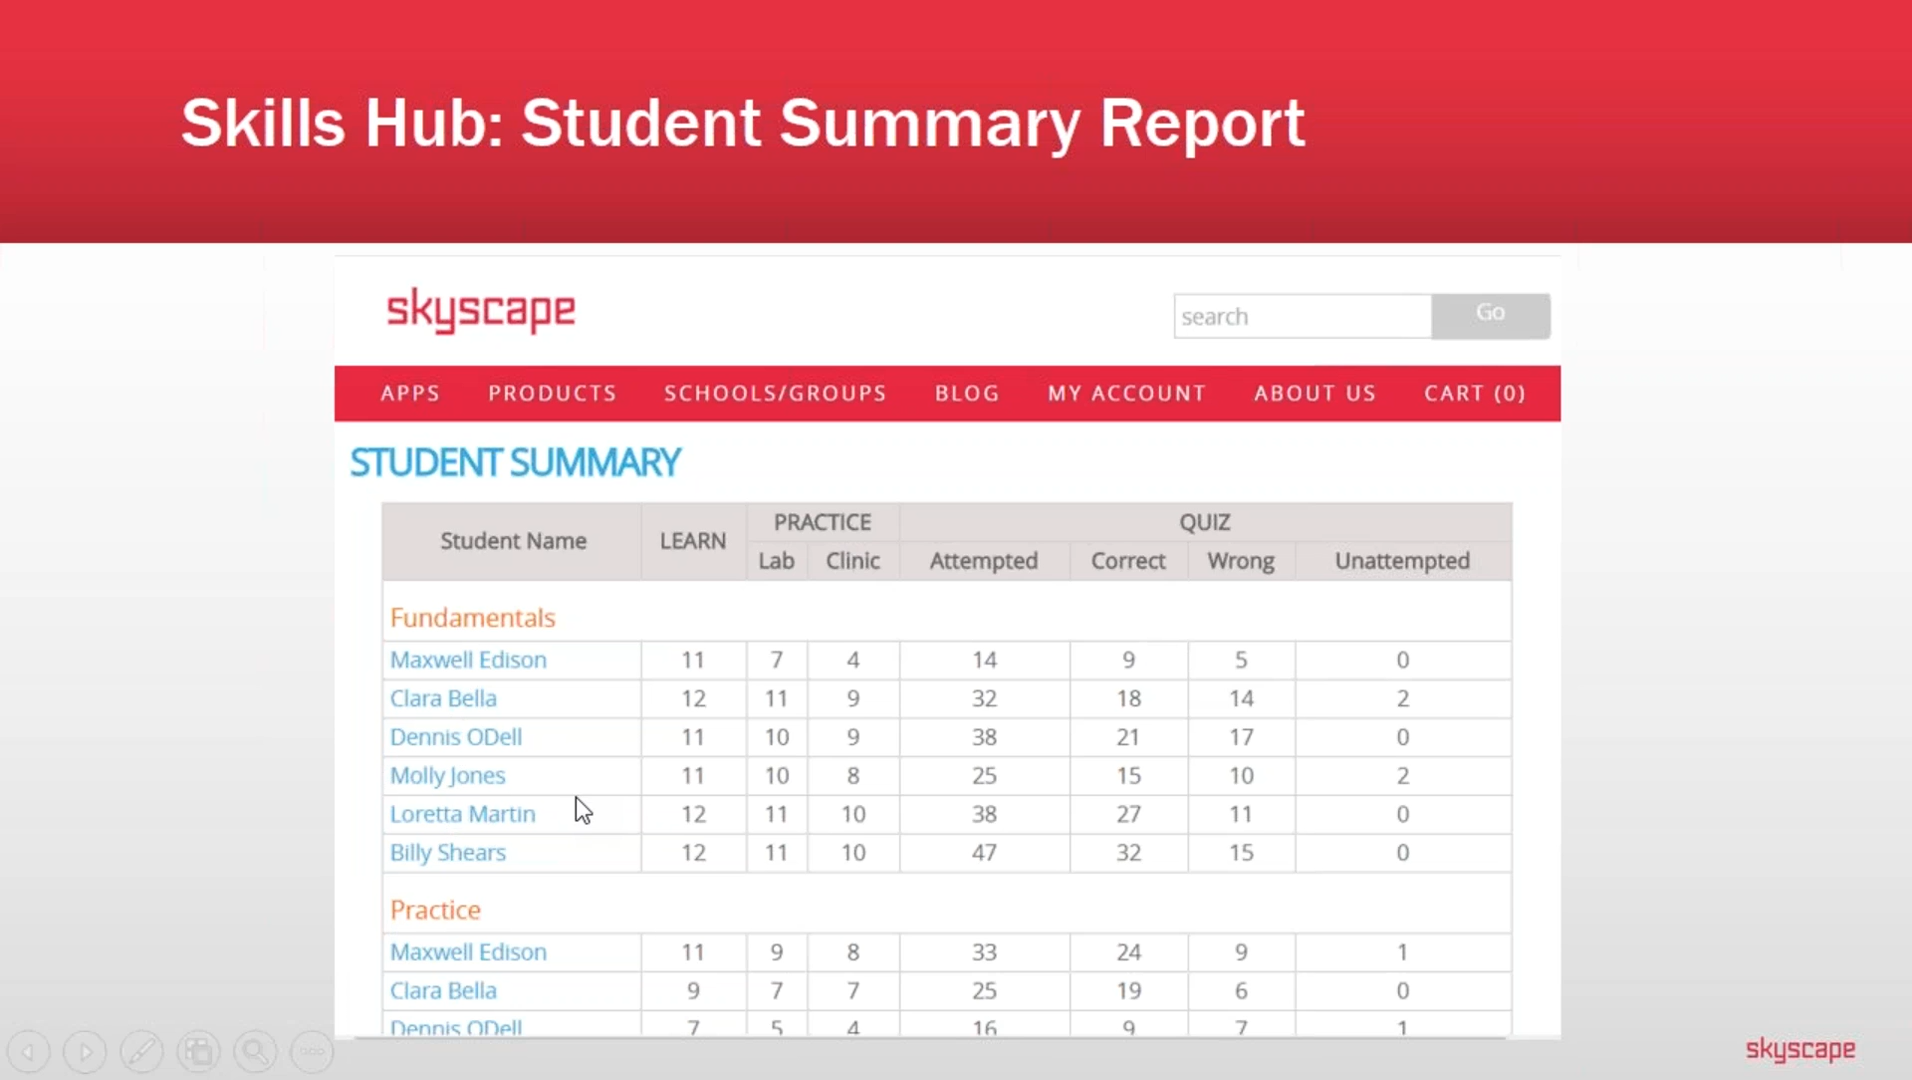 Skills Hub: Student Summary Report
skyscape
search Go
APPS PRODUCTS SCHOOLS/GROUPS BLOG MY ACCOUNT ABOUT US CART (0)
STUDENT SUMMARY
Student Name LEARN PRACTICE QUIZ
Lab Clinic Attempted Correct Wrong Unattempted
Fundamentals
Maxwell Edison 11 7 4 14 9 5 0
Clara Bella 12 11 9 32 18 14 2
Dennis ODell 11 10 9 38 21 17 0
Molly Jones 11 10 8 25 15 10 2
Loretta Martin 12 11 10 38 27 11 0
Billy Shears 12 11 10 47 32 15 0
Practice
Maxwell Edison 11 9 8 33 24 9 1
Clara Bella 9 7 7 25 19 6 0
Dennis ODell 7 5 4 16 9 7 1
skyscape